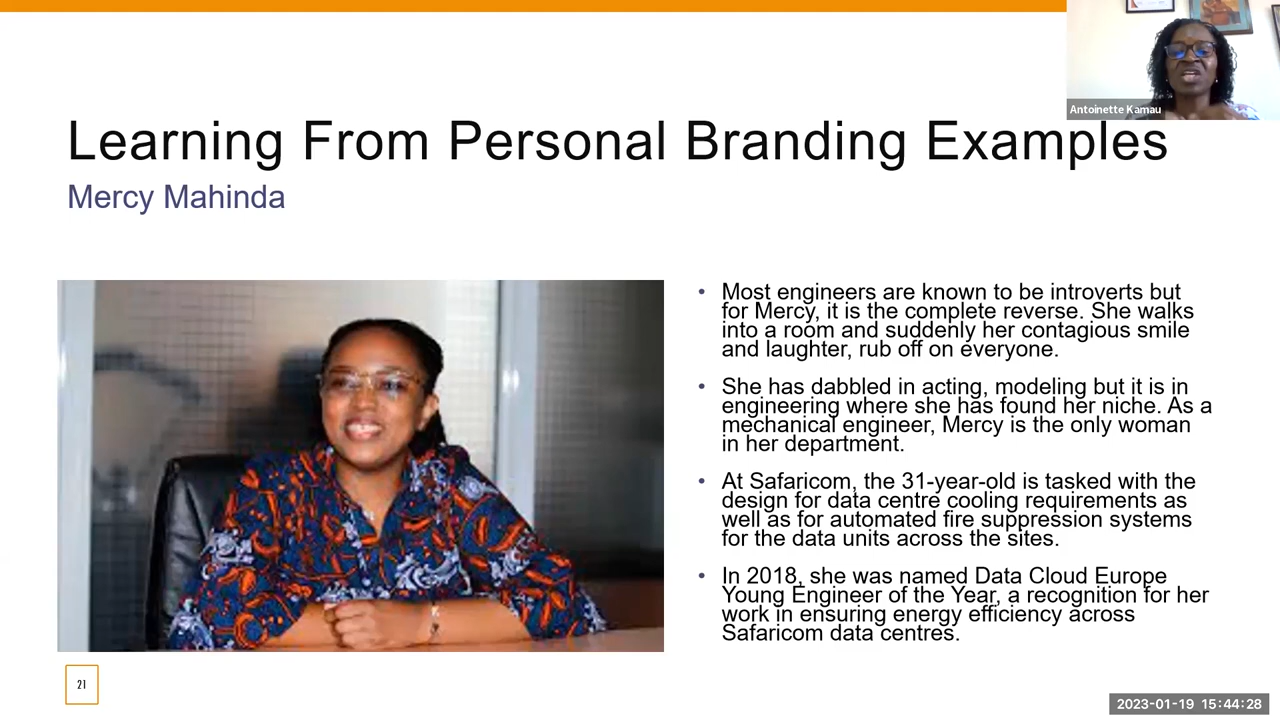 Antoinette Kamau
Learning From Personal Branding Examples
Mercy Mahinda
• Most engineers are known to be introverts but
for Mercy, it is the complete reverse. She walks
into a room and suddenly her contagious smile
and laughter, rub off on everyone.
• She has dabbled in acting, modeling but it is in
engineering where she has found her niche. As a
mechanical engineer, Mercy is the only woman
in her department.
• At Safaricom, the 31-year-old is tasked with the
design for data centre cooling requirements as
well as for automated fire suppression systems
for the data units across the sites.
• In 2018, she was named Data Cloud Europe
Young Engineer of the Year, a recognition for her
work in ensuring energy efficiency across
Safaricom data centres.
21
2023-01-19 15:44:28